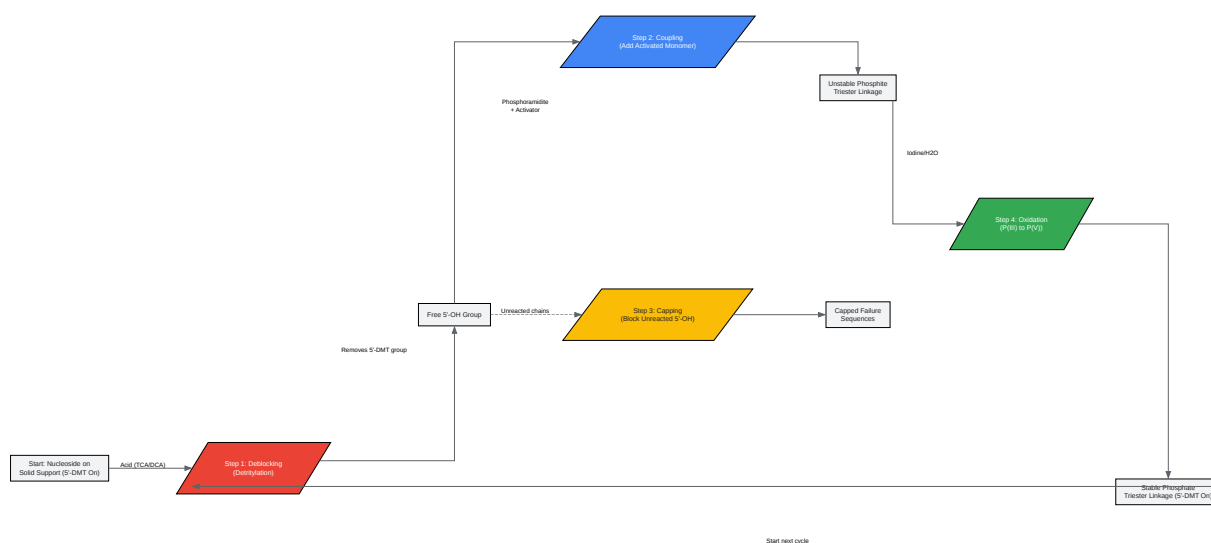 Step 2: Coupling
(Add Activated Monomer)
Unstable Phosphite
Triester Linkage
Phosphoramidite
+ Activator
Iodine/H2O
Step 4: Oxidation
(P(III) to P(V))
Free 5'-OH Group
Unreacted chains
Step 3: Capping
(Block Unreacted 5'-OH)
Capped Failure
Sequences
Removes 5'-DMT group
Start: Nucleoside on
Solid Support (5'-DMT On)
Acid (TCA/DCA)
Step 1: Deblocking
(Detritylation)
Stable Phosphate
Triester Linkage (5'-DMT On)
Start next cycle